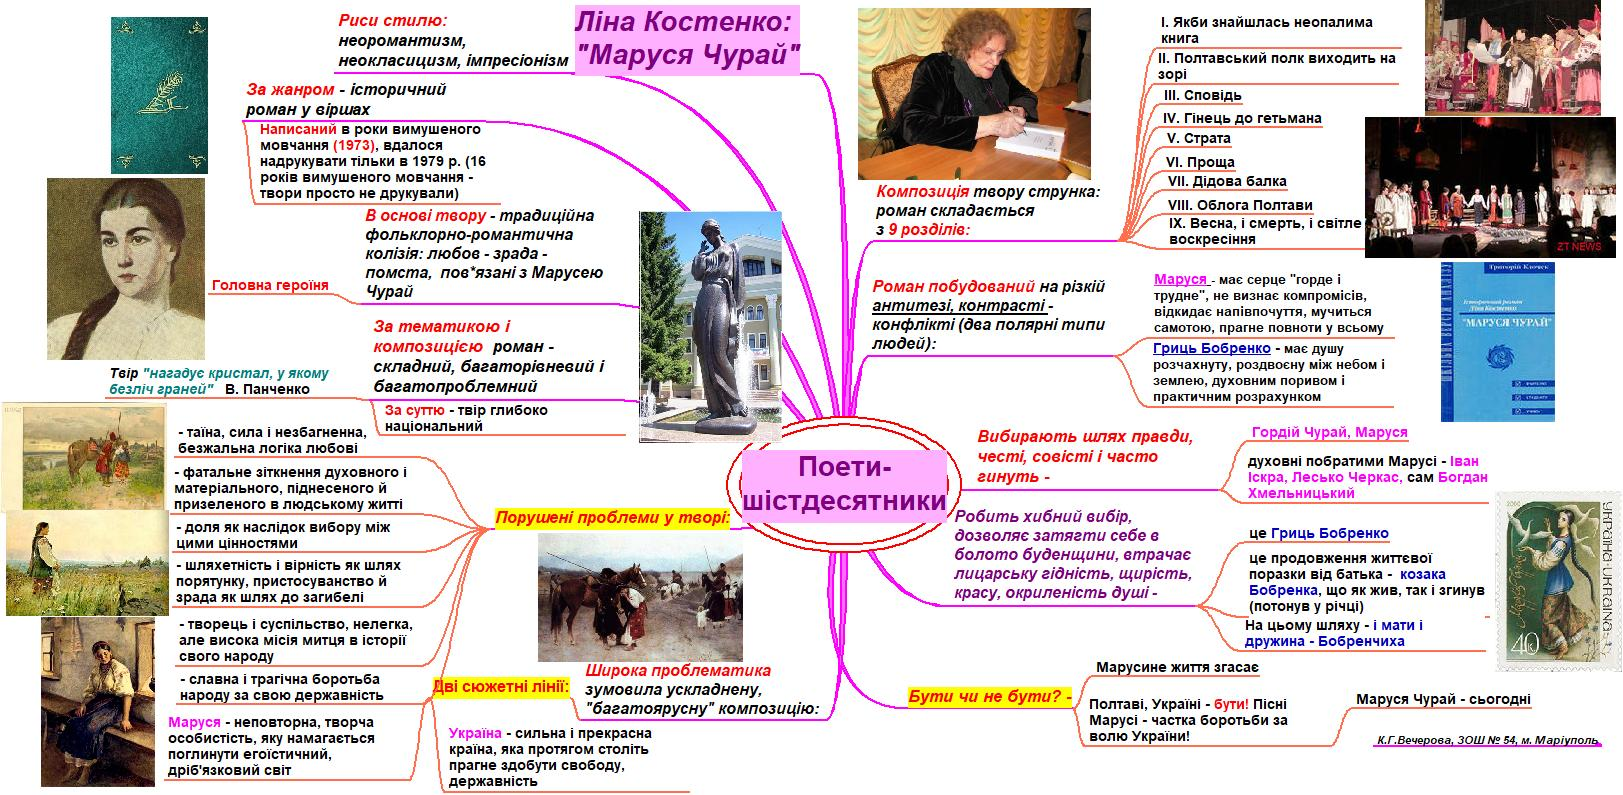 Ліна Костенко:
"Маруся Чурай"
Поети-
шістдесятники
Риси стилю:
неоромантизм,
неокласицизм, імпресіонізм
За жанром - історичний
роман у віршах
Написаний в роки вимушеного
мовчання (1973), вдалося
надрукувати тільки в 1979 р. (16
років вимушеного мовчання -
твори просто не друкували)
В основі твору - традиційна
фольклорно-романтична
колізія: любов - зрада -
помста, пов*язані з Марусею
Чурай
Головна героїня
За тематикою і
композицією роман -
складний, багаторівневий і
багатопроблемний
Твір "нагадує кристал, у якому
безліч граней" В. Панченко
За суттю - твір глибоко
національний
Порушені проблеми у творі:
- таїна, сила і незбагненна,
безжальна логіка любові
- фатальне зіткнення духовного і
матеріального, піднесеного й
призеленого в людському житті
- доля як наслідок вибору між
цими цінностями
- шляхетність і вірність як шлях
порятунку, пристосуванство й
зрада як шлях до загибелі
- творець і суспільство, нелегка,
але висока місія митця в історії
свого народу
- славна і трагічна боротьба
народу за свою державність
Широка проблематика
зумовила ускладнену,
"багатоярусну" композицію:
Дві сюжетні лінії:
Маруся - неповторна, творча
особистість, яку намагається
поглинути егоїстичний,
дріб'язковий світ
Україна - сильна і прекрасна
країна, яка протягом століть
прагне здобути свободу,
державність
Композиція твору струнка:
роман складається
з 9 розділів:
I. Якби знайшлась неопалима
книга
II. Полтавський полк виходить на
зорі
III. Сповідь
IV. Гінець до гетьмана
V. Страта
VI. Проща
VII. Дідова балка
VIII. Облога Полтави
IX. Весна, і смерть, і світле
воскресіння
ZT NEWS
Роман побудований на різкій
антитезі, контрасті -
конфлікті (два полярні типи
людей):
Маруся - має серце "горде і
трудне", не визнає компромісів,
відкидає напівпочуття, мучиться
самотою, прагне повноти у всьому
Гриць Бобренко - має душу
розчахнуту, роздвоєну між небом і
землею, духовним поривом і
практичним розрахунком
Григорій Клочек
Історичний роман
Ліни Костенко
"МАРУСЯ ЧУРАЙ"
Вибирають шлях правди,
честі, совісті і часто
гинуть -
Гордій Чурай, Маруся
духовні побратими Марусі - Іван
Іскра, Лесько Черкас, сам Богдан
Хмельницький
Робить хибний вибір,
дозволяє затягти себе в
болото буденщини, втрачає
лицарську гідність, щирість,
красу, окриленість душі -
це Гриць Бобренко
це продовження життєвої
поразки від батька - козака
Бобренка, що як жив, так і згинув
(потонув у річці)
На цьому шляху - і мати і
дружина - Бобренчиха
УКРАЇНА·UKRAINA
40к
Бути чи не бути? -
Марусине життя згасає
Полтаві, Україні - бути! Пісні
Марусі - частка боротьби за
волю України!
Маруся Чурай - сьогодні
К.Г.Вечерова, ЗОШ № 54, м. Маріуполь